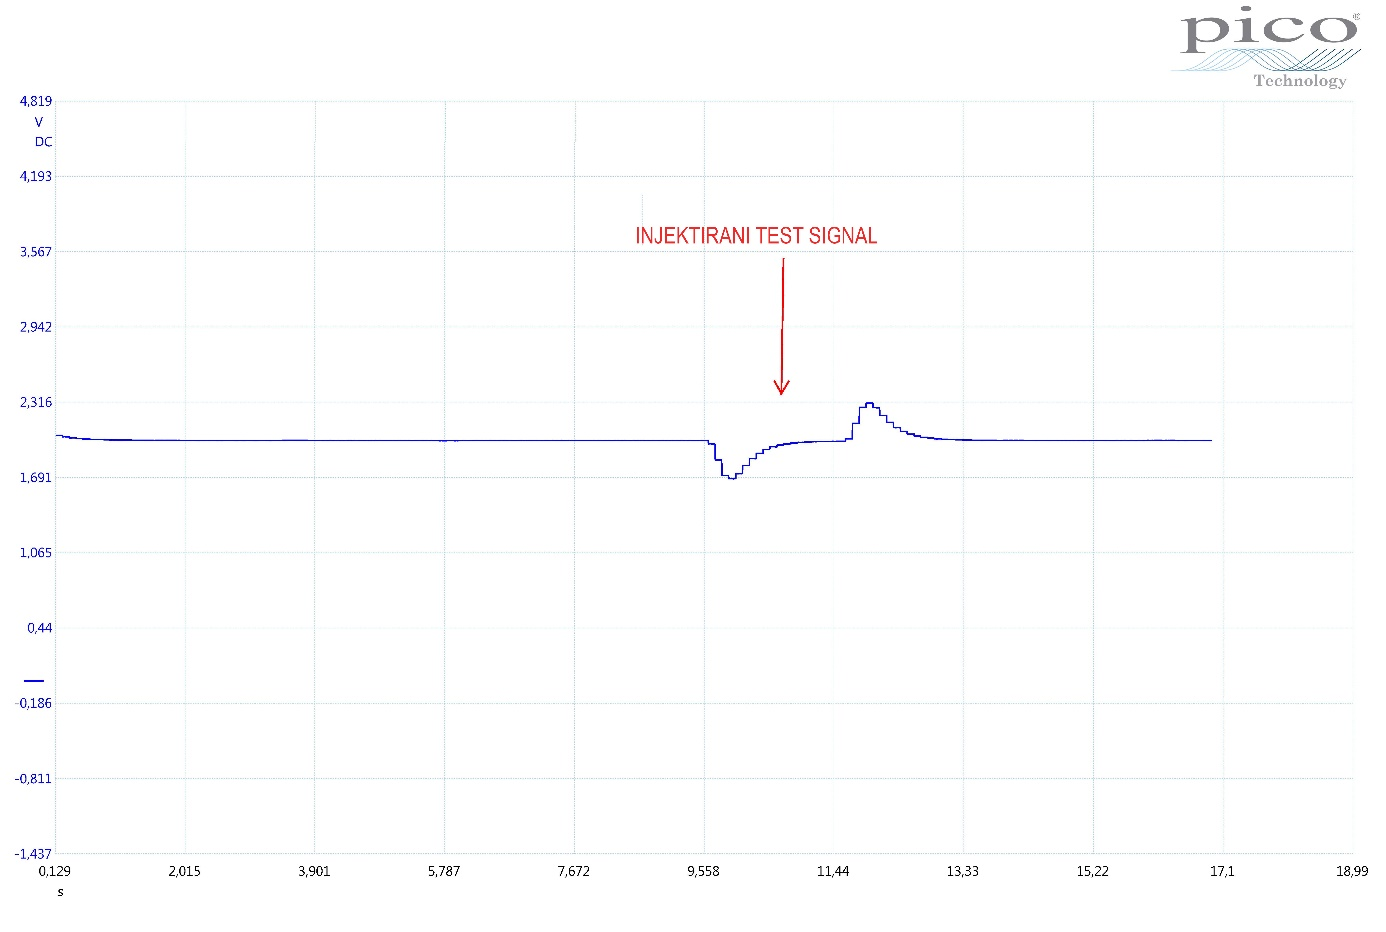 pico
©
Technology
4,819
V
DC
4,193
INJEKTIRANI TEST SIGNAL
3,567
2,942
2,316
1,691
1,065
0,44
-0,186
-0,811
-1,437
0,129 2,015 3,901 5,787 7,672 9,558 11,44 13,33 15,22 17,1 18,99
s